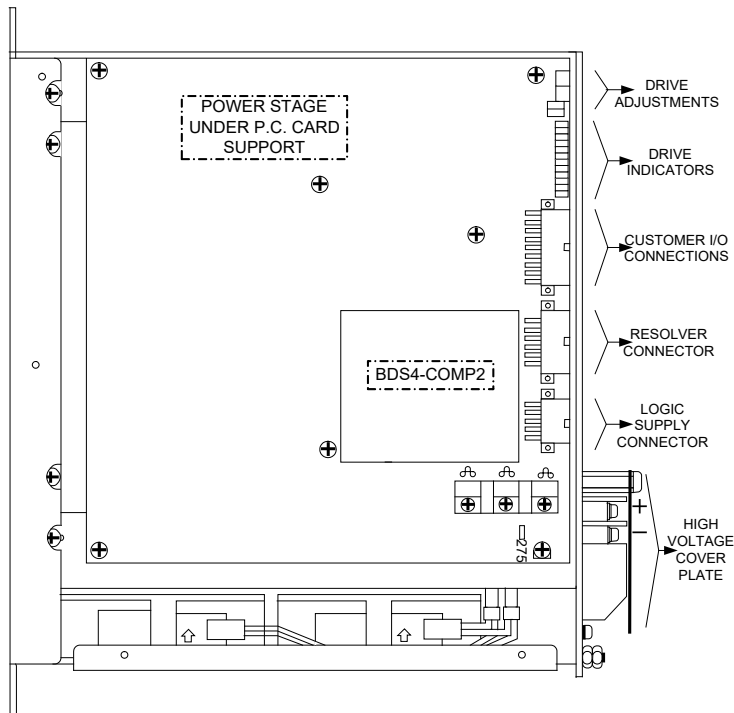 POWER STAGE
UNDER P.C. CARD
SUPPORT
DRIVE
ADJUSTMENTS
DRIVE
INDICATORS
CUSTOMER I/O
CONNECTIONS
RESOLVER
CONNECTOR
BDS4-COMP2
LOGIC
SUPPLY
CONNECTOR
+
−
275
HIGH
VOLTAGE
COVER
PLATE